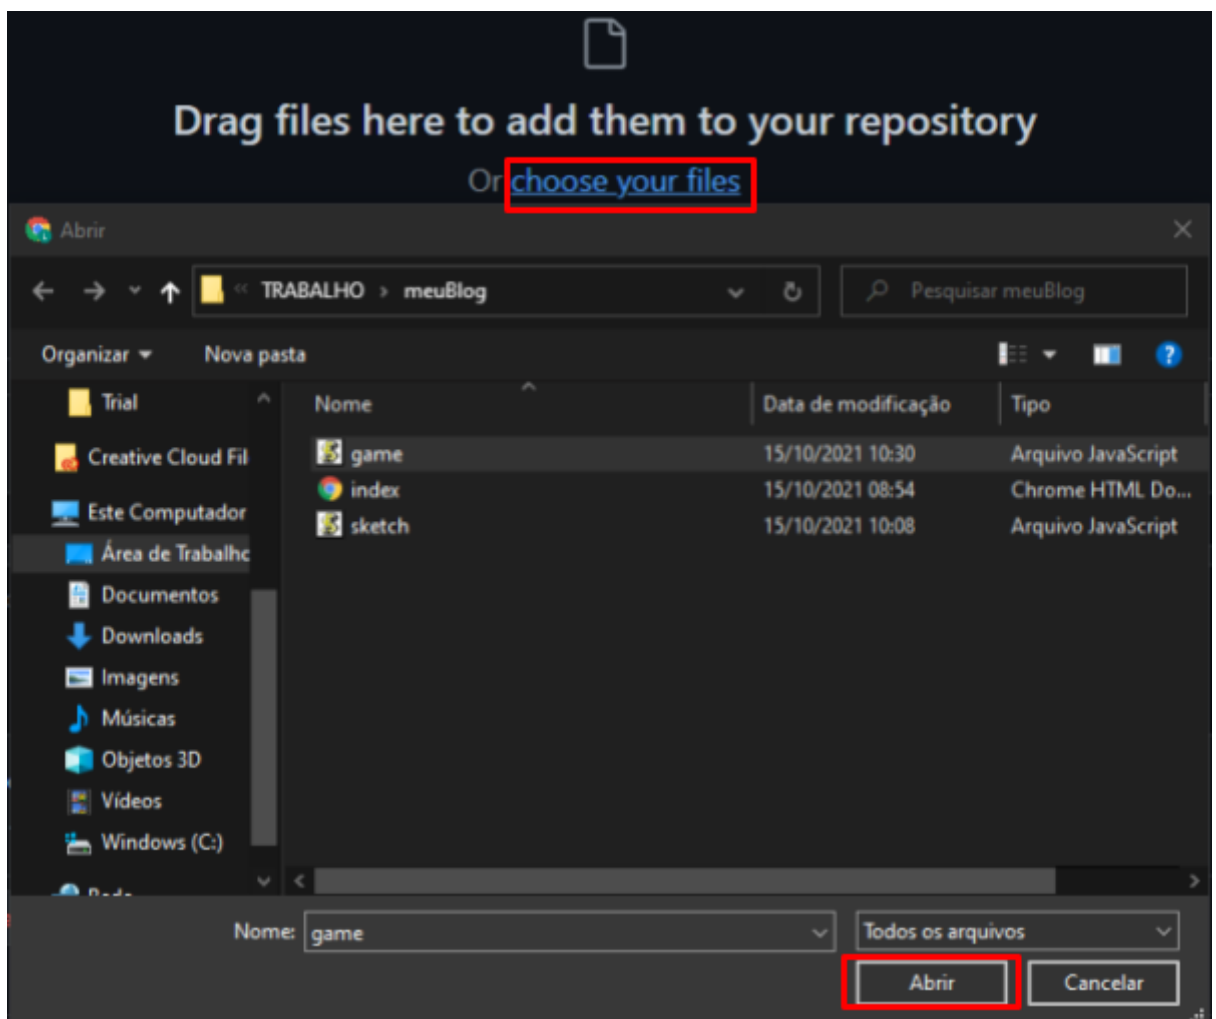 Drag files here to add them to your repository
Or choose your files
Abrir
« TRABALHO › meuBlog
Pesquisar meuBlog
Organizar
Nova pasta
Nome
Data de modificação
Tipo
game
15/10/2021 10:30
Arquivo JavaScript
index
15/10/2021 08:54
Chrome HTML Do...
sketch
15/10/2021 10:08
Arquivo JavaScript
Trial
Creative Cloud Fil
Este Computador
Área de Trabalho
Documentos
Downloads
Imagens
Músicas
Objetos 3D
Vídeos
Windows (C:)
Nome:
game
Todos os arquivos
Abrir
Cancelar